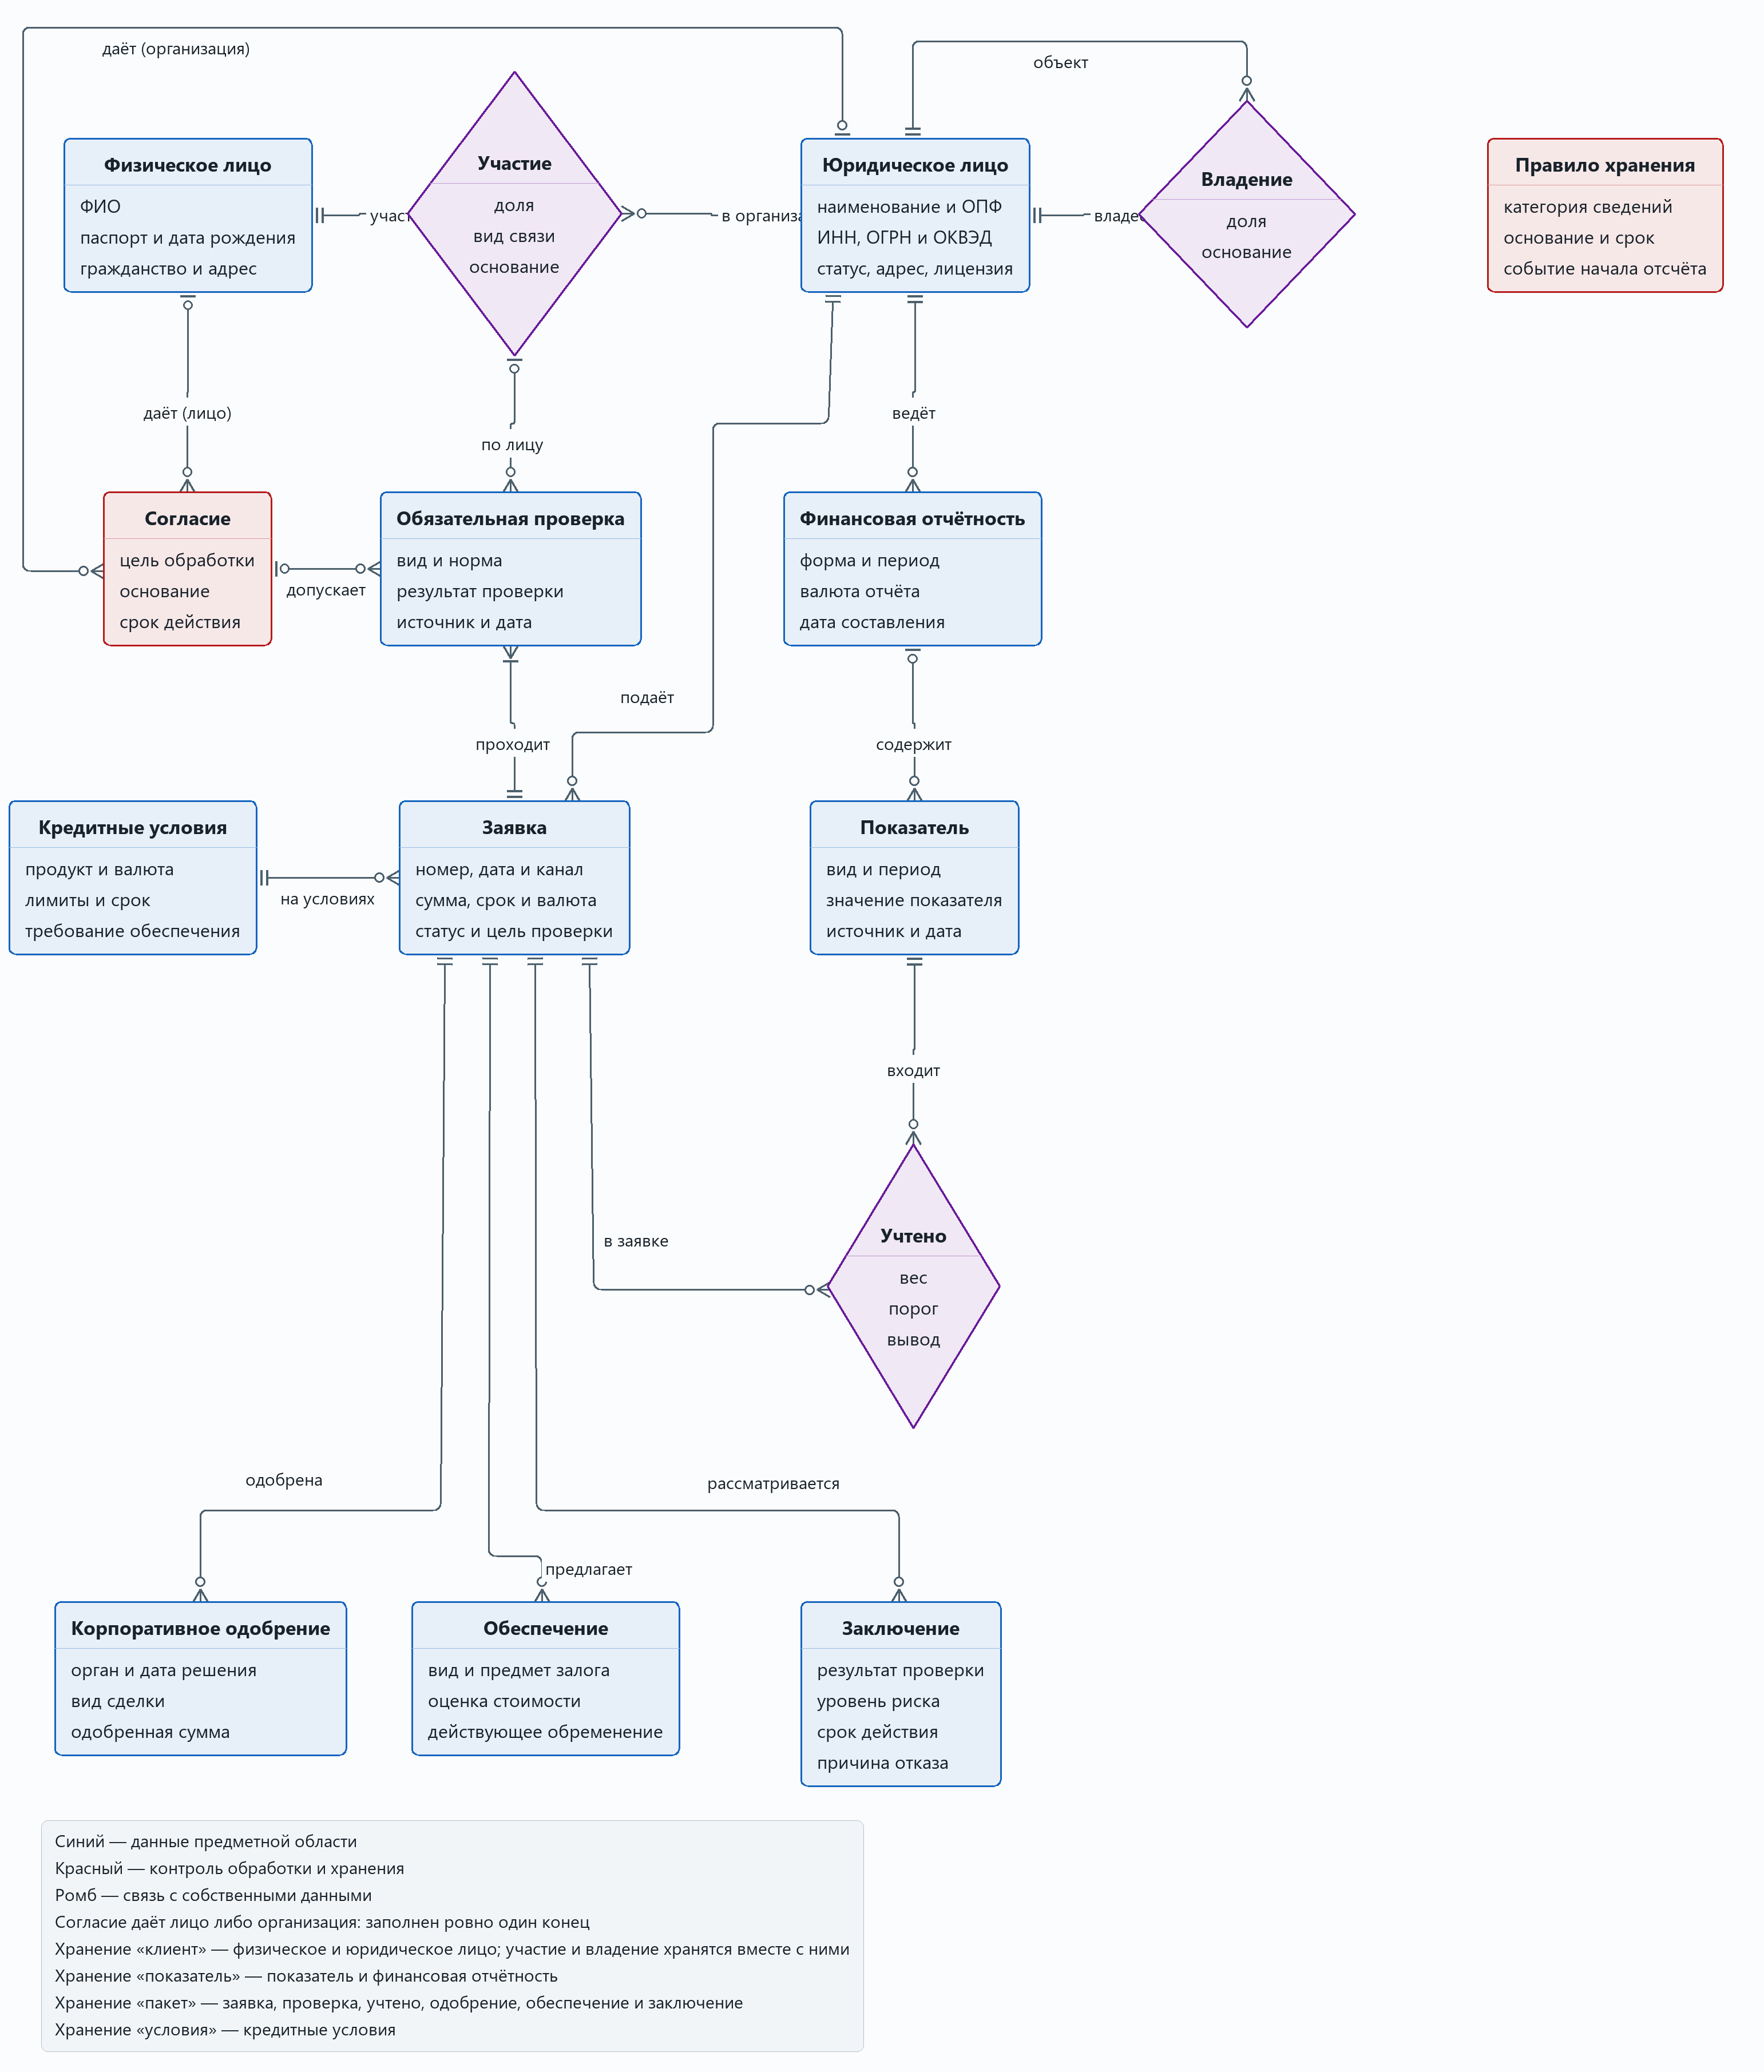 даёт (организация)
объект
Физическое лицо
ФИО
паспорт и дата рождения
гражданство и адрес
Участие
доля
вид связи
основание
Юридическое лицо
наименование и ОПФ
ИНН, ОГРН и ОКВЭД
статус, адрес, лицензия
Владение
доля
основание
Правило хранения
категория сведений
основание и срок
событие начала отсчёта
участ
в организа
владе
даёт (лицо)
по лицу
ведёт
Согласие
цель обработки
основание
срок действия
допускает
Обязательная проверка
вид и норма
результат проверки
источник и дата
Финансовая отчётность
форма и период
валюта отчёта
дата составления
подаёт
проходит
содержит
Кредитные условия
продукт и валюта
лимиты и срок
требование обеспечения
на условиях
Заявка
номер, дата и канал
сумма, срок и валюта
статус и цель проверки
Показатель
вид и период
значение показателя
источник и дата
входит
в заявке
Учтено
вес
порог
вывод
одобрена
рассматривается
предлагает
Корпоративное одобрение
орган и дата решения
вид сделки
одобренная сумма
Обеспечение
вид и предмет залога
оценка стоимости
действующее обременение
Заключение
результат проверки
уровень риска
срок действия
причина отказа
Синий — данные предметной области
Красный — контроль обработки и хранения
Ромб — связь с собственными данными
Согласие даёт лицо либо организация: заполнен ровно один конец
Хранение «клиент» — физическое и юридическое лицо; участие и владение хранятся вместе с ними
Хранение «показатель» — показатель и финансовая отчётность
Хранение «пакет» — заявка, проверка, учтено, одобрение, обеспечение и заключение
Хранение «условия» — кредитные условия